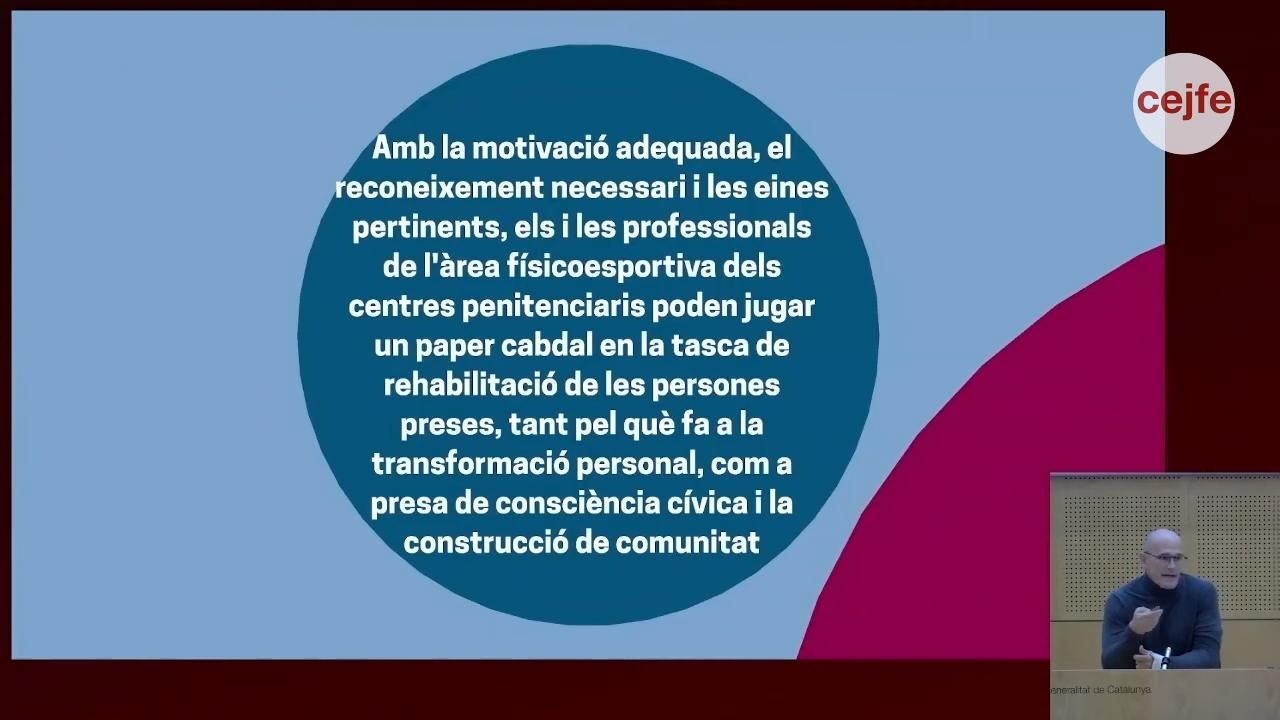 cejfe
Amb la motivació adequada, el
reconeixement necessari i les eines
pertinents, els i les professionals
de l'àrea físicoesportiva dels
centres penitenciaris poden jugar
un paper cabdal en la tasca de
rehabilitació de les persones
preses, tant pel què fa a la
transformació personal, com a
presa de consciència cívica i la
construcció de comunitat
eneralitat de Catalunya